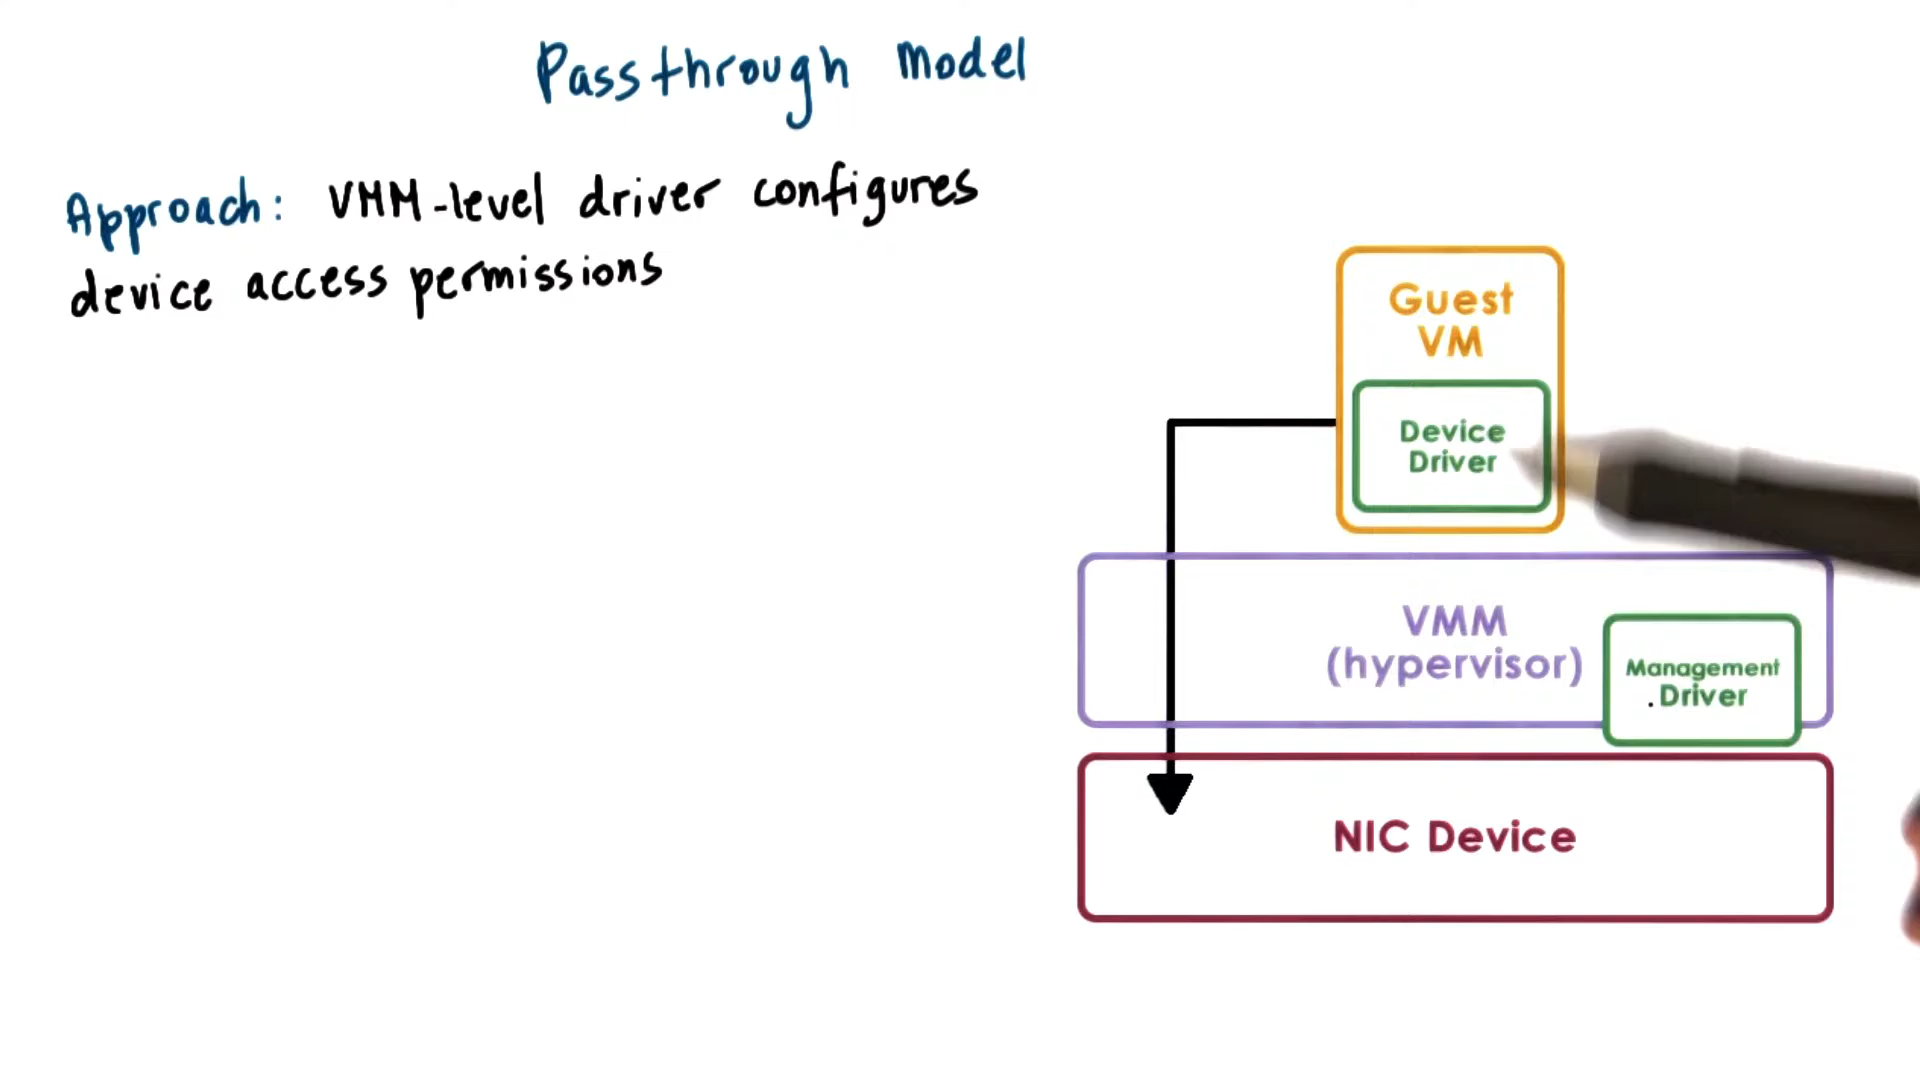 Passthrough Model
Approach: VMM-level driver configures
device access permissions
Guest
VM
Device
Driver
VMM
(hypervisor)
Management
.Driver
NIC Device